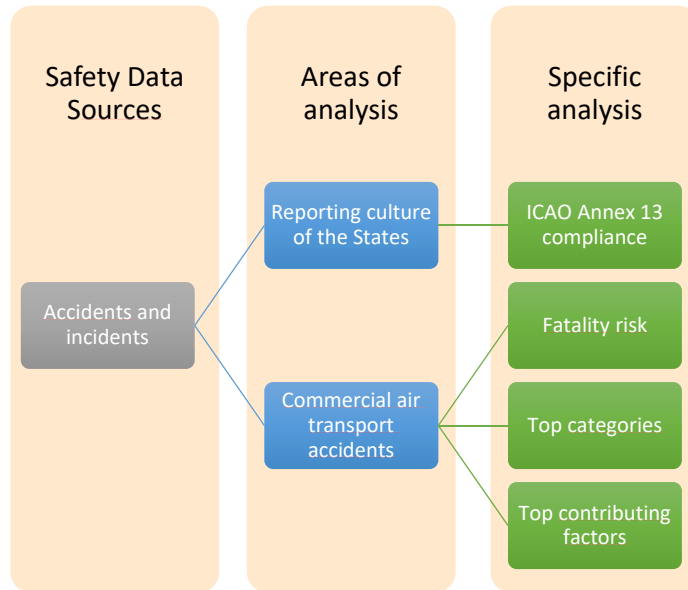 Safety Data
Sources
Areas of
analysis
Specific
analysis
Reporting culture
of the States
ICAO Annex 13
compliance
Accidents and
incidents
Fatality risk
Commercial air
transport
accidents
Top categories
Top contributing
factors